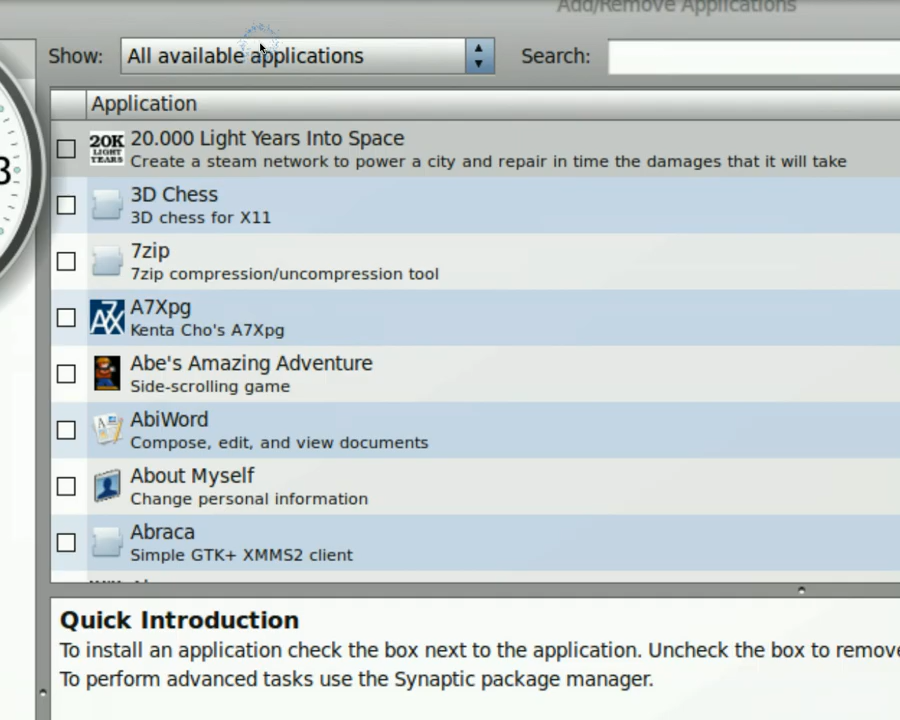 Add/Remove Applications
Show: All available applications Search:
Application
20K LIGHT YEARS
20.000 Light Years Into Space
Create a steam network to power a city and repair in time the damages that it will take
3D Chess
3D chess for X11
7zip
7zip compression/uncompression tool
A7Xpg
Kenta Cho's A7Xpg
Abe's Amazing Adventure
Side-scrolling game
AbiWord
Compose, edit, and view documents
About Myself
Change personal information
Abraca
Simple GTK+ XMMS2 client
Quick Introduction
To install an application check the box next to the application. Uncheck the box to remove
To perform advanced tasks use the Synaptic package manager.
3